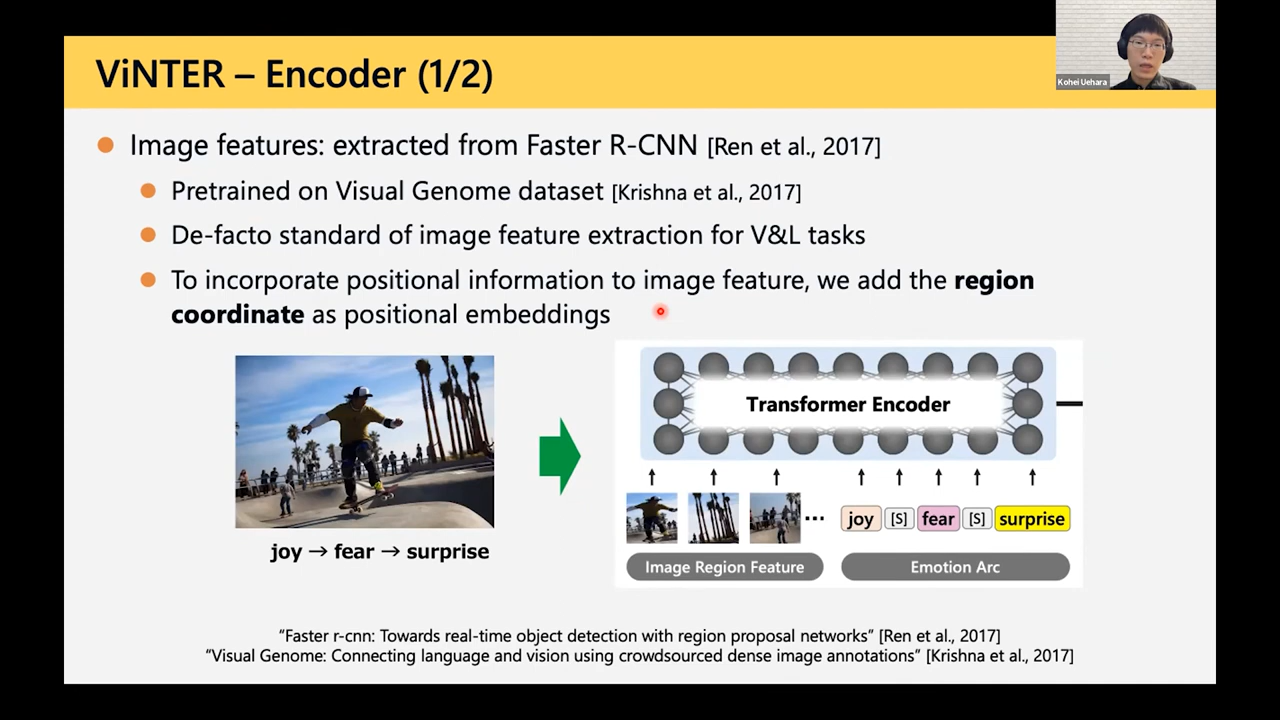 ViNTER – Encoder (1/2)
Kohei Uehara
Image features: extracted from Faster R-CNN [Ren et al., 2017]
Pretrained on Visual Genome dataset [Krishna et al., 2017]
De-facto standard of image feature extraction for V&L tasks
To incorporate positional information to image feature, we add the region
coordinate as positional embeddings
joy → fear → surprise
Transformer Encoder
... joy [S] fear [S] surprise
Image Region Feature
Emotion Arc
“Faster r-cnn: Towards real-time object detection with region proposal networks” [Ren et al., 2017]
“Visual Genome: Connecting language and vision using crowdsourced dense image annotations” [Krishna et al., 2017]